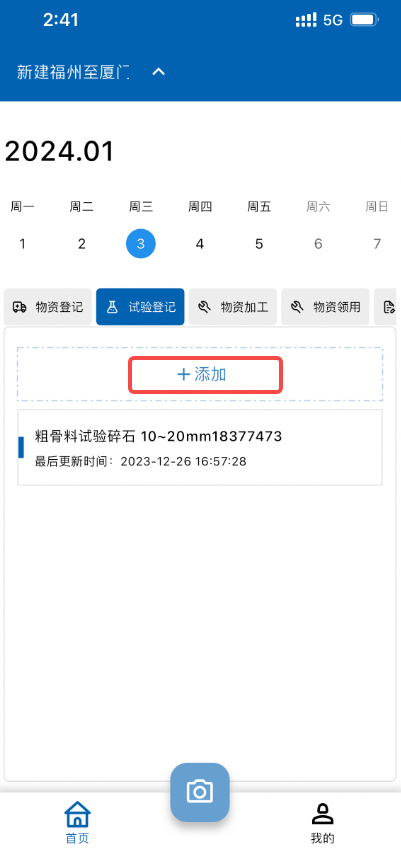 2:41 5G
新建福州至厦门
2024.01
周一 周二 周三 周四 周五 周六 周日
1 2 3 4 5 6 7
物资登记 试验登记 物资加工 物资领用
+添加
粗骨料试验碎石 10~20mm18377473
最后更新时间：2023-12-26 16:57:28
首页 我的